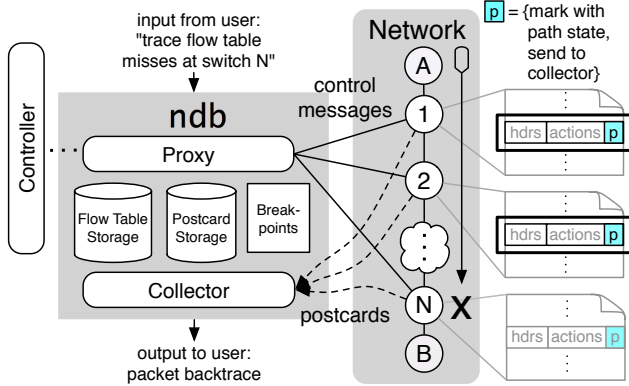 input from user:
"trace flow table
misses at switch N"
Network
p = {mark with
path state,
send to
collector}
Controller
ndb
control
messages
A
1
hdrs actions p
Proxy
2
Flow Table
Storage
Postcard
Storage
Break-
points
hdrs actions p
Collector
postcards
N
X
hdrs actions p
B
output to user:
packet backtrace